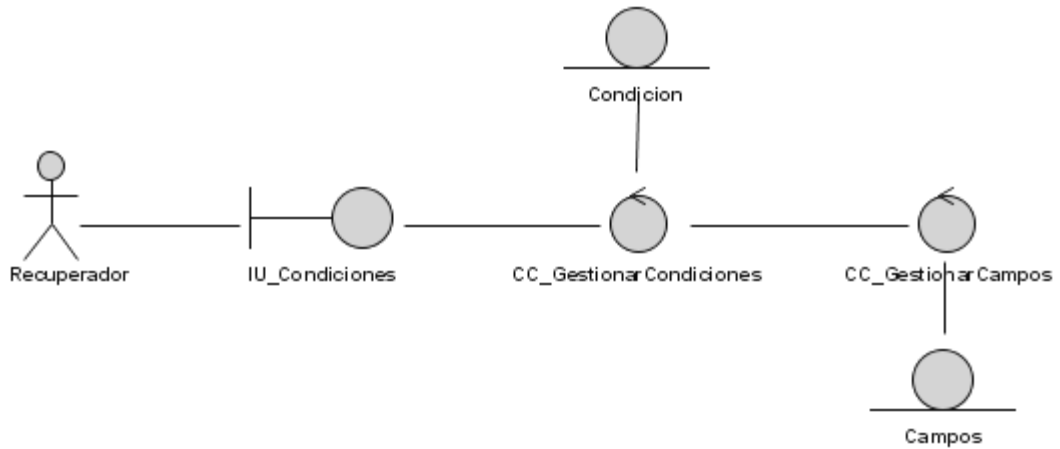 Condicion
Recuperador
IU_Condiciones
CC_GestionarCondiciones
CC_GestionarCampos
Campos